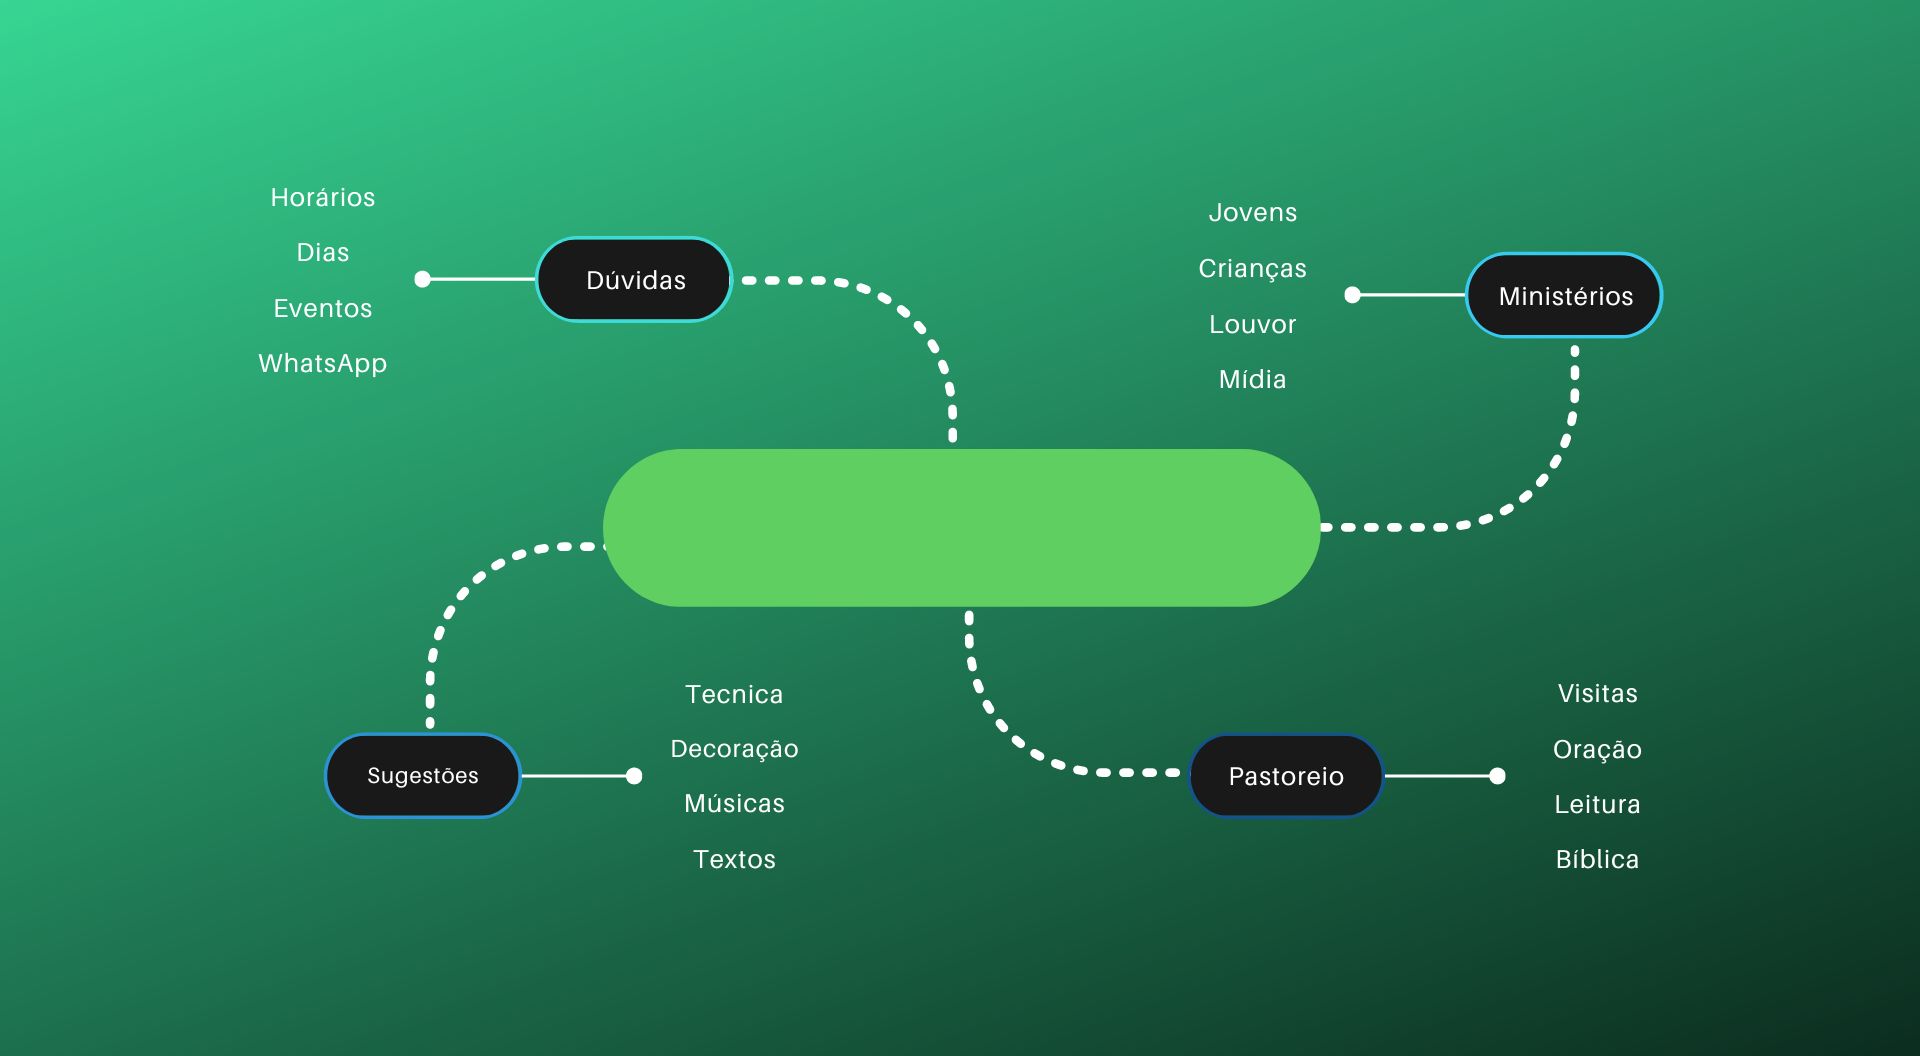 Horários
Dias
Eventos
WhatsApp
Dúvidas
Jovens
Crianças
Louvor
Mídia
Ministérios
Sugestões
Tecnica
Decoração
Músicas
Textos
Pastoreio
Visitas
Oração
Leitura
Bíblica